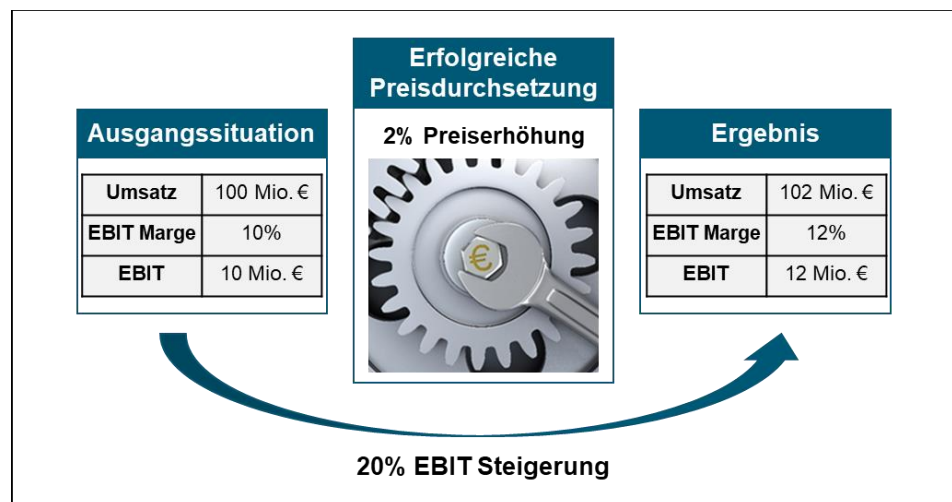 Ausgangssituation
Umsatz 100 Mio. €
EBIT Marge 10%
EBIT 10 Mio. €
Erfolgreiche
Preisdurchsetzung
2% Preiserhöhung
€
Ergebnis
Umsatz 102 Mio. €
EBIT Marge 12%
EBIT 12 Mio. €
20% EBIT Steigerung